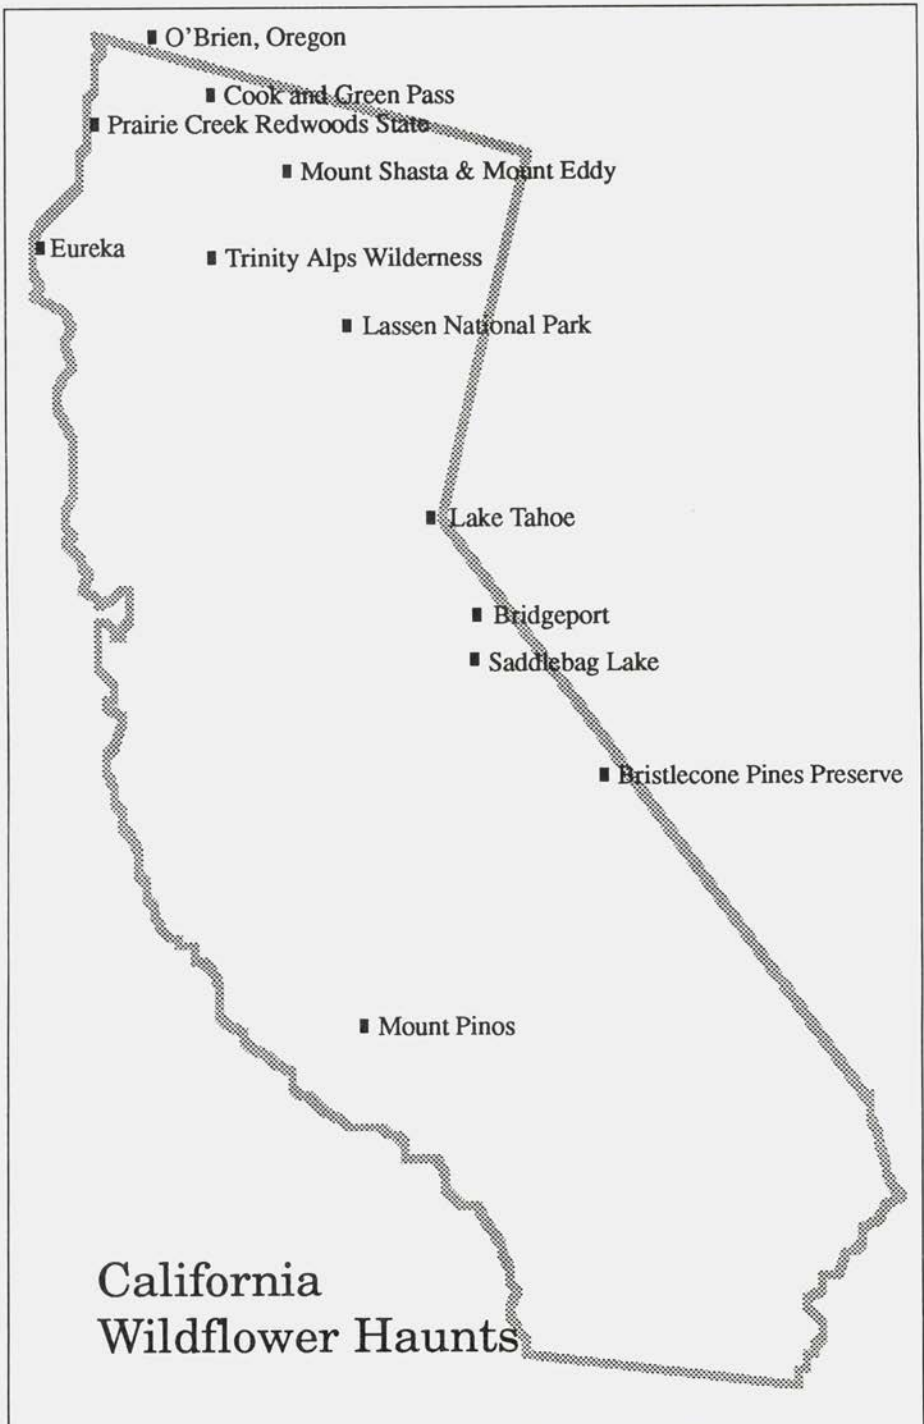 O'Brien, Oregon
Cook and Green Pass
Prairie Creek Redwoods State
Mount Shasta & Mount Eddy
Eureka
Trinity Alps Wilderness
Lassen National Park
Lake Tahoe
Bridgeport
Saddlebag Lake
Bristlecone Pines Preserve
Mount Pinos
California
Wildflower Haunts